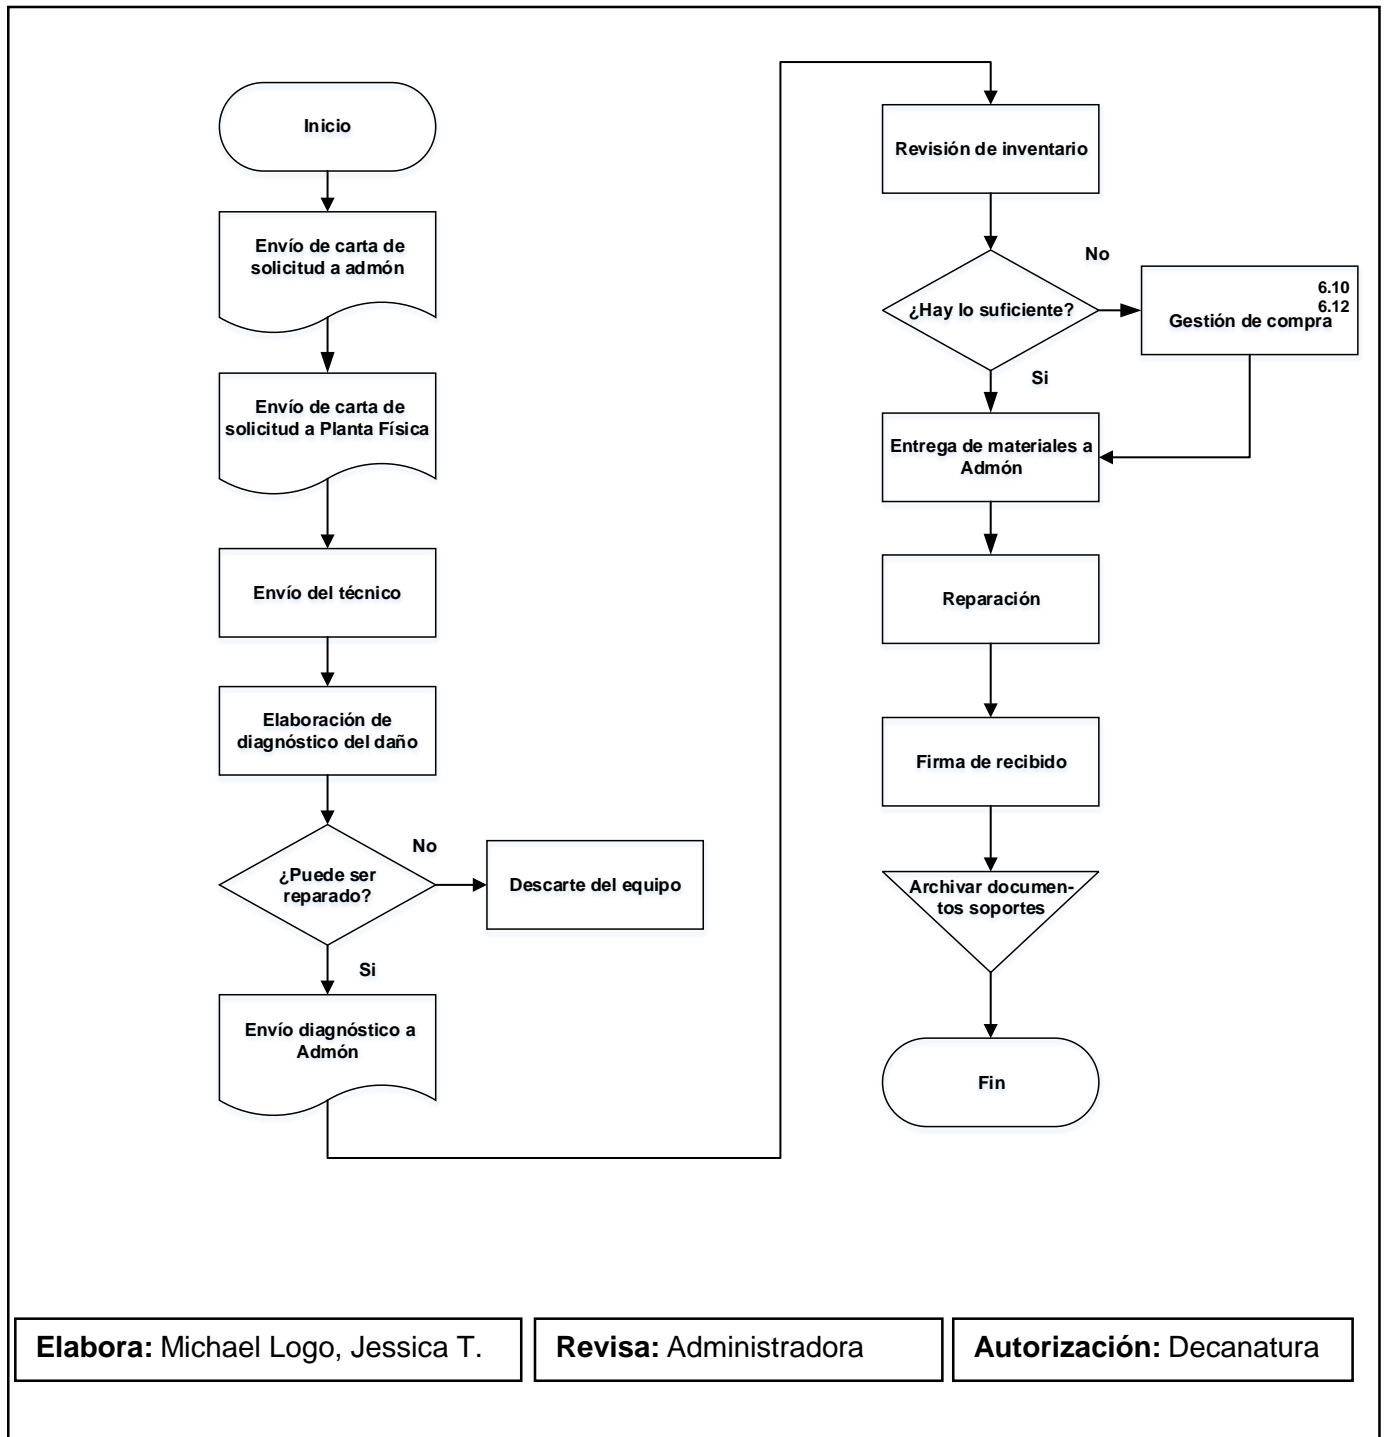 Inicio
Envío de carta de
solicitud a admón
Envío de carta de
solicitud a Planta Física
Envío del técnico
Elaboración de
diagnóstico del daño
¿Puede ser
reparado?
No
Descarte del equipo
Si
Envío diagnóstico a
Admón
Revisión de inventario
¿Hay lo suficiente?
No
6.10
6.12
Gestión de compra
Si
Entrega de materiales a
Admón
Reparación
Firma de recibido
Archivar documen-
tos soportes
Fin
Elabora: Michael Logo, Jessica T.
Revisa: Administradora
Autorización: Decanatura